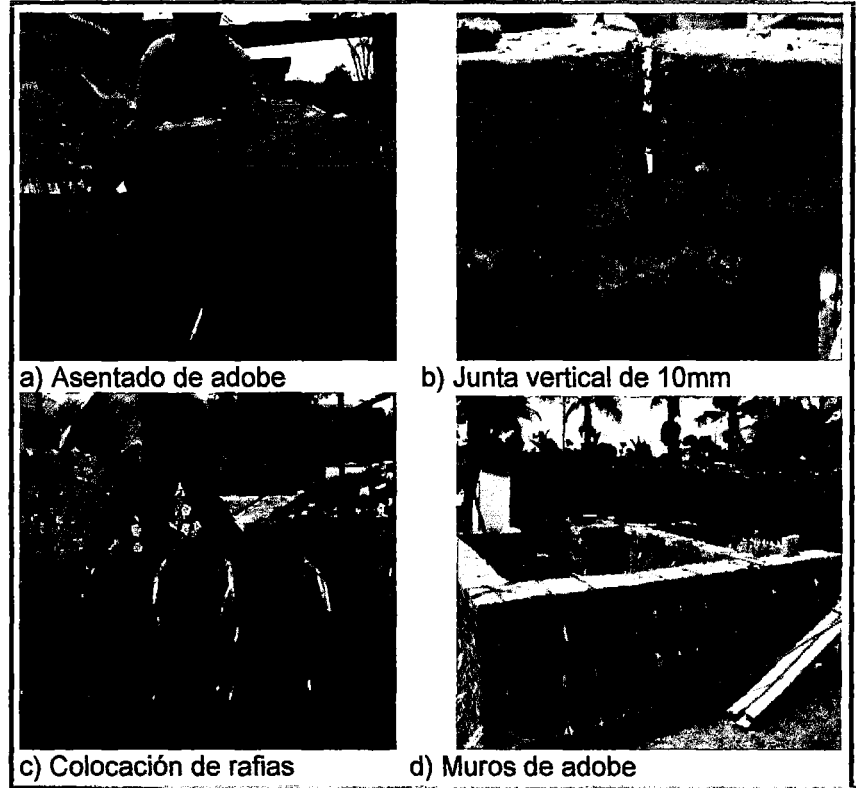 a) Asentado de adobe
b) Junta vertical de 10mm
c) Colocación de rafias
d) Muros de adobe